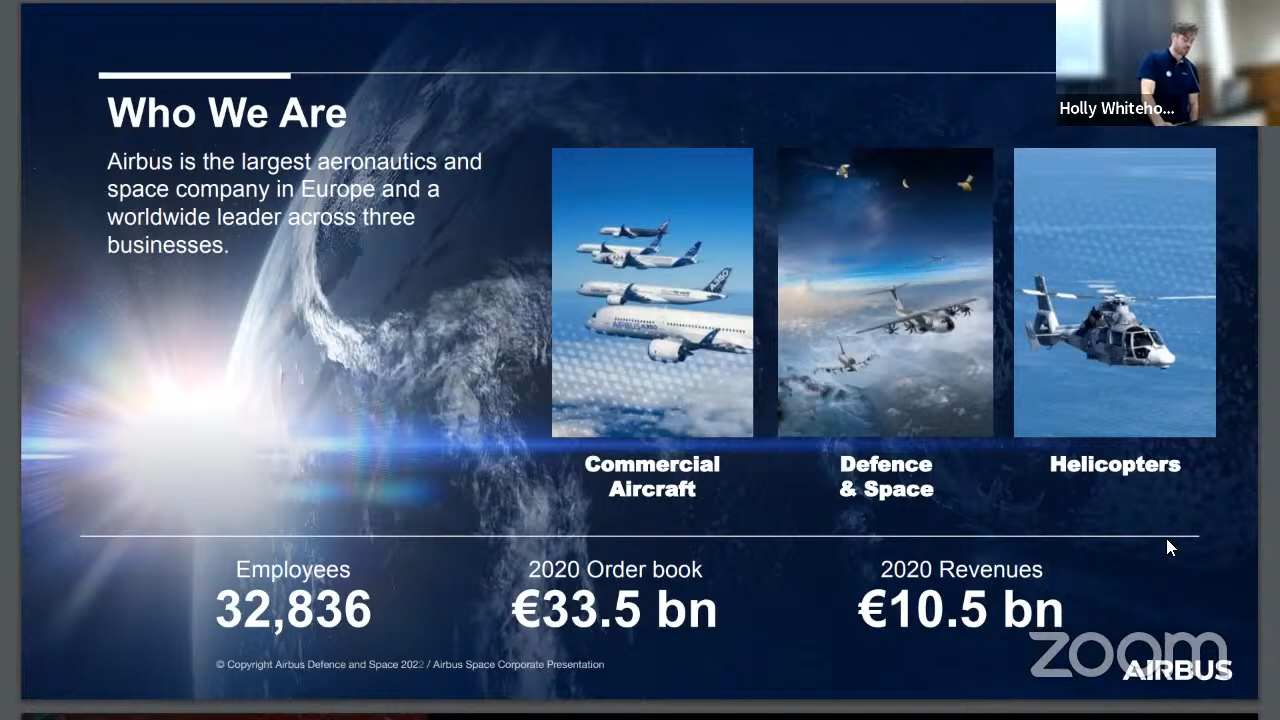 Who We Are
Airbus is the largest aeronautics and
space company in Europe and a
worldwide leader across three
businesses.
Holly Whiteho...
AIRBUS A350
Commercial
Aircraft
Defence
& Space
Helicopters
Employees
32,836
2020 Order book
€33.5 bn
2020 Revenues
€10.5 bn
© Copyright Airbus Defence and Space 2022 / Airbus Space Corporate Presentation
zoom
AIRBUS